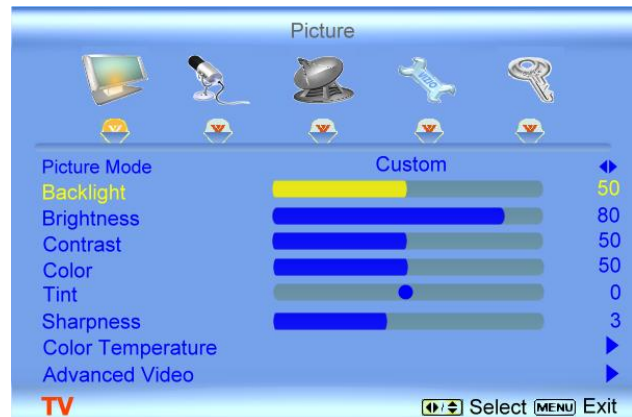 Picture
VIZIO
Picture Mode Custom
Backlight 50
Brightness 80
Contrast 50
Color 50
Tint 0
Sharpness 3
Color Temperature
Advanced Video
TV Select MENU Exit